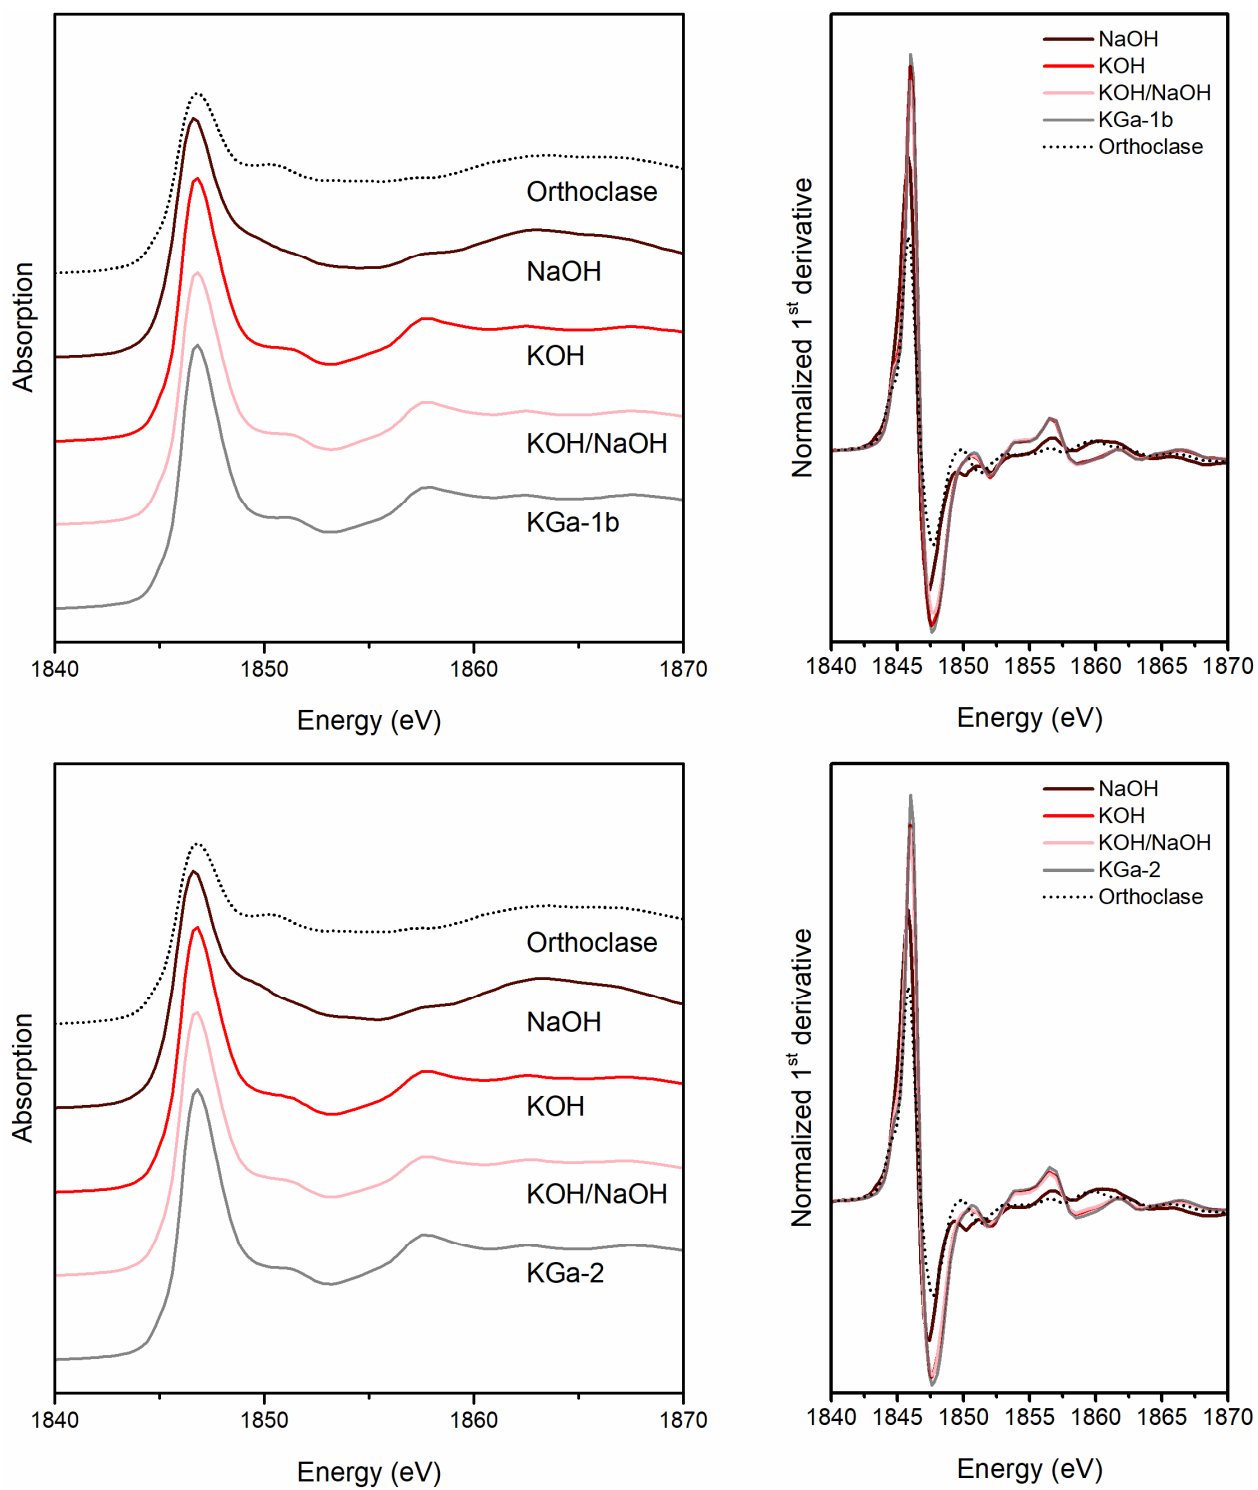 Absorption
Orthoclase
NaOH
KOH
KOH/NaOH
KGa-1b
1840 1850 1860 1870
Energy (eV)
Normalized 1st derivative
NaOH
KOH
KOH/NaOH
KGa-1b
Orthoclase
1840 1845 1850 1855 1860 1865 1870
Energy (eV)
Absorption
Orthoclase
NaOH
KOH
KOH/NaOH
KGa-2
1840 1850 1860 1870
Energy (eV)
Normalized 1st derivative
NaOH
KOH
KOH/NaOH
KGa-2
Orthoclase
1840 1845 1850 1855 1860 1865 1870
Energy (eV)